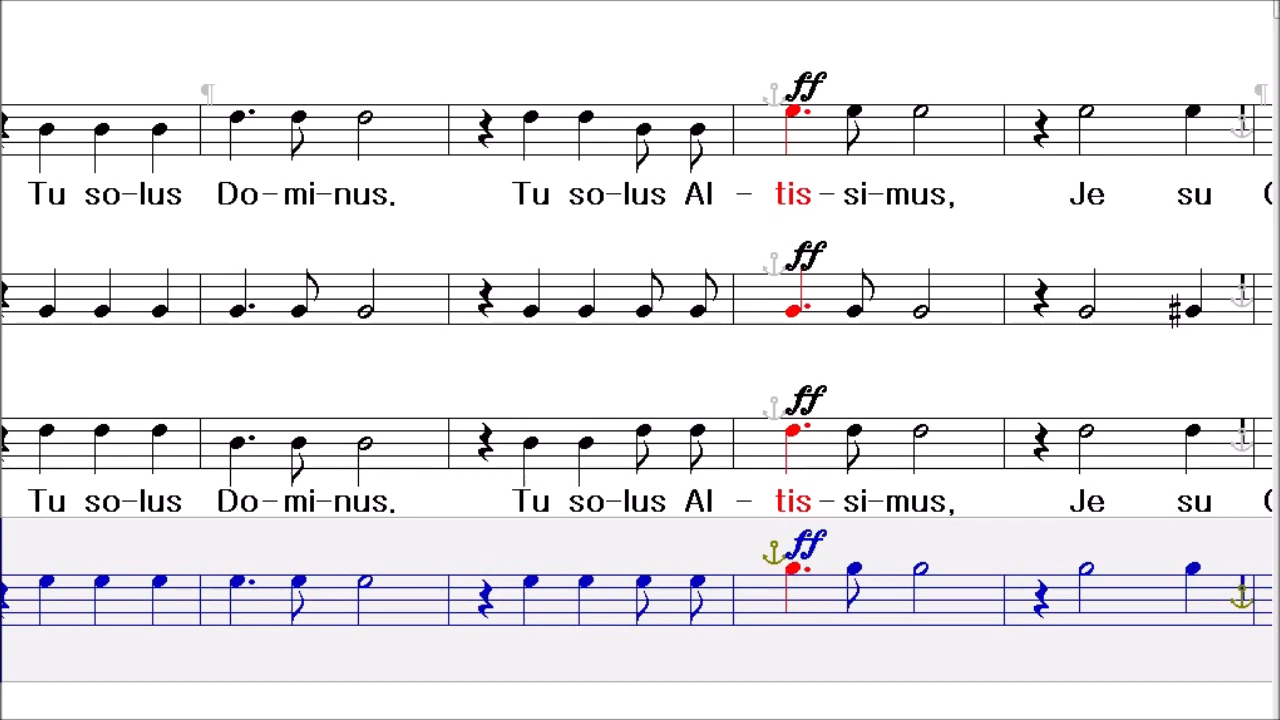 ff
Tu so-lus Do-mi-nus. Tu so-lus Al - tis-si-mus, Je su
ff
ff
Tu so-lus Do-mi-nus. Tu so-lus Al - tis-si-mus, Je su
ff